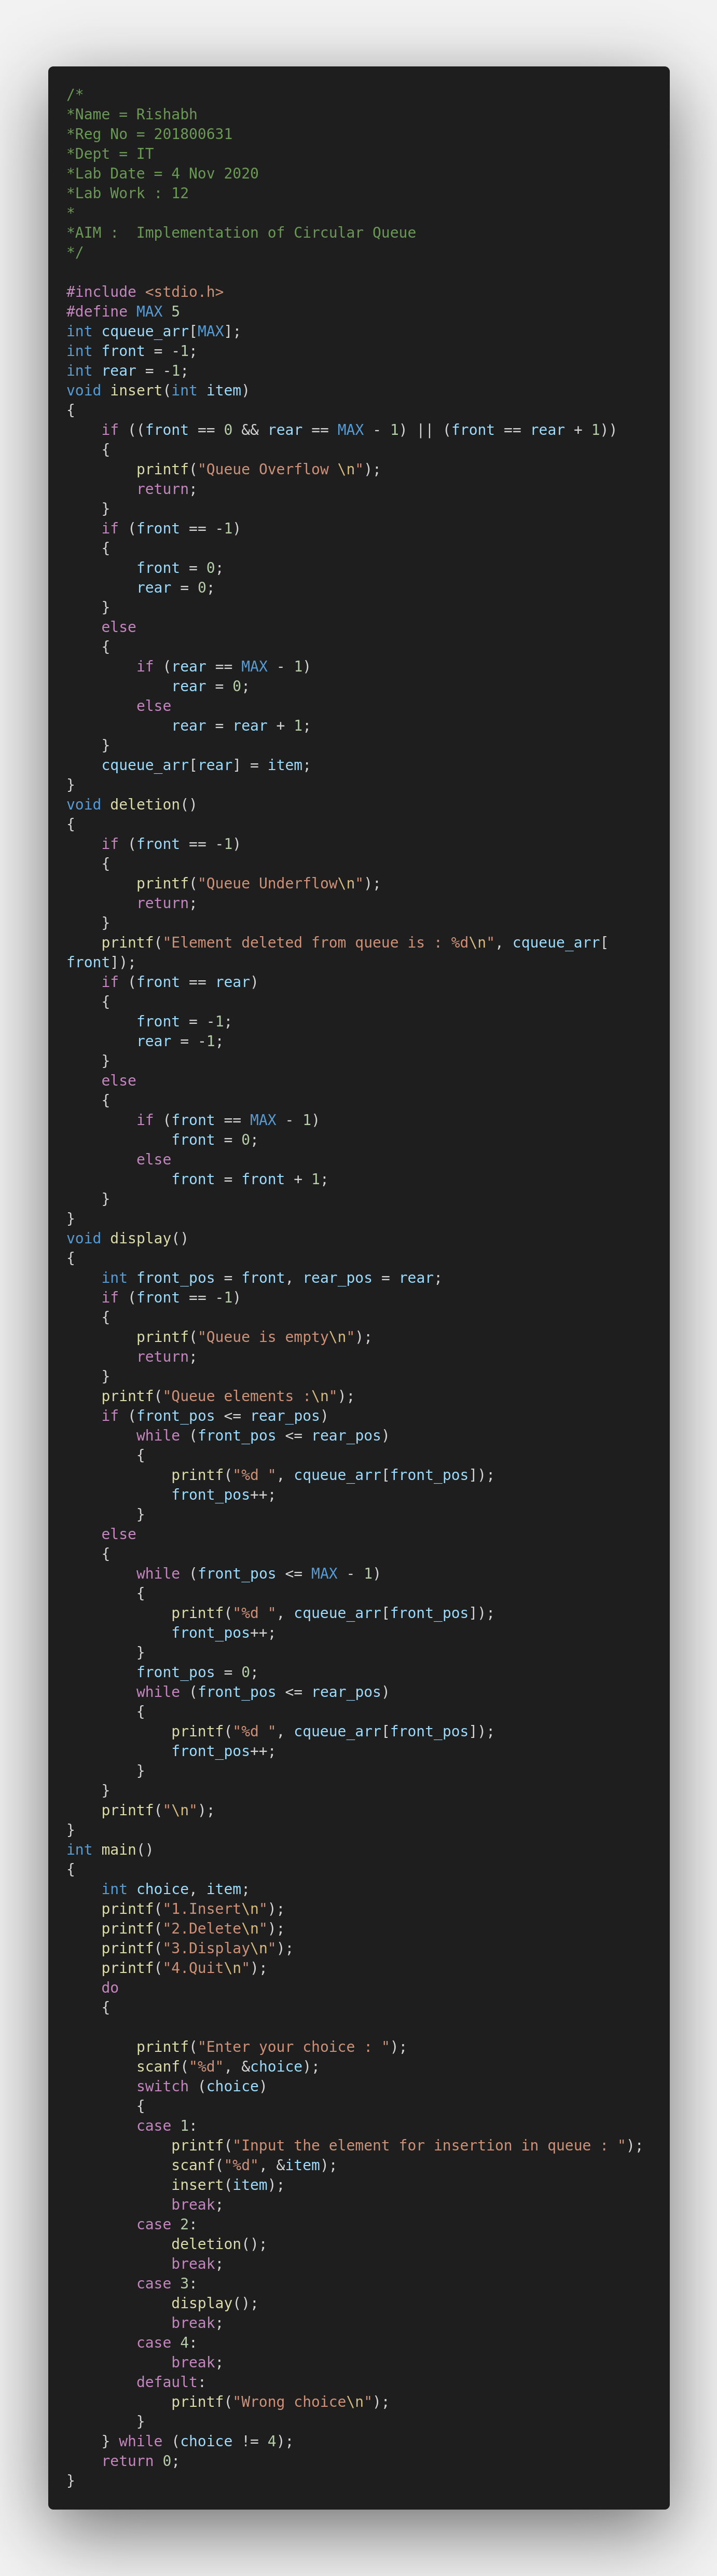 /*
*Name = Rishabh
*Reg No = 201800631
*Dept = IT
*Lab Date = 4 Nov 2020
*Lab Work : 12
*
*AIM :  Implementation of Circular Queue
*/

#include <stdio.h>
#define MAX 5
int cqueue_arr[MAX];
int front = -1;
int rear = -1;
void insert(int item)
{
    if ((front == 0 && rear == MAX - 1) || (front == rear + 1))
    {
        printf("Queue Overflow \n");
        return;
    }
    if (front == -1)
    {
        front = 0;
        rear = 0;
    }
    else
    {
        if (rear == MAX - 1)
            rear = 0;
        else
            rear = rear + 1;
    }
    cqueue_arr[rear] = item;
}
void deletion()
{
    if (front == -1)
    {
        printf("Queue Underflow\n");
        return;
    }
    printf("Element deleted from queue is : %d\n", cqueue_arr[
front]);
    if (front == rear)
    {
        front = -1;
        rear = -1;
    }
    else
    {
        if (front == MAX - 1)
            front = 0;
        else
            front = front + 1;
    }
}
void display()
{
    int front_pos = front, rear_pos = rear;
    if (front == -1)
    {
        printf("Queue is empty\n");
        return;
    }
    printf("Queue elements :\n");
    if (front_pos <= rear_pos)
        while (front_pos <= rear_pos)
        {
            printf("%d ", cqueue_arr[front_pos]);
            front_pos++;
        }
    else
    {
        while (front_pos <= MAX - 1)
        {
            printf("%d ", cqueue_arr[front_pos]);
            front_pos++;
        }
        front_pos = 0;
        while (front_pos <= rear_pos)
        {
            printf("%d ", cqueue_arr[front_pos]);
            front_pos++;
        }
    }
    printf("\n");
}
int main()
{
    int choice, item;
    printf("1.Insert\n");
    printf("2.Delete\n");
    printf("3.Display\n");
    printf("4.Quit\n");
    do
    {

        printf("Enter your choice : ");
        scanf("%d", &choice);
        switch (choice)
        {
        case 1:
            printf("Input the element for insertion in queue : ");
            scanf("%d", &item);
            insert(item);
            break;
        case 2:
            deletion();
            break;
        case 3:
            display();
            break;
        case 4:
            break;
        default:
            printf("Wrong choice\n");
        }
    } while (choice != 4);
    return 0;
}